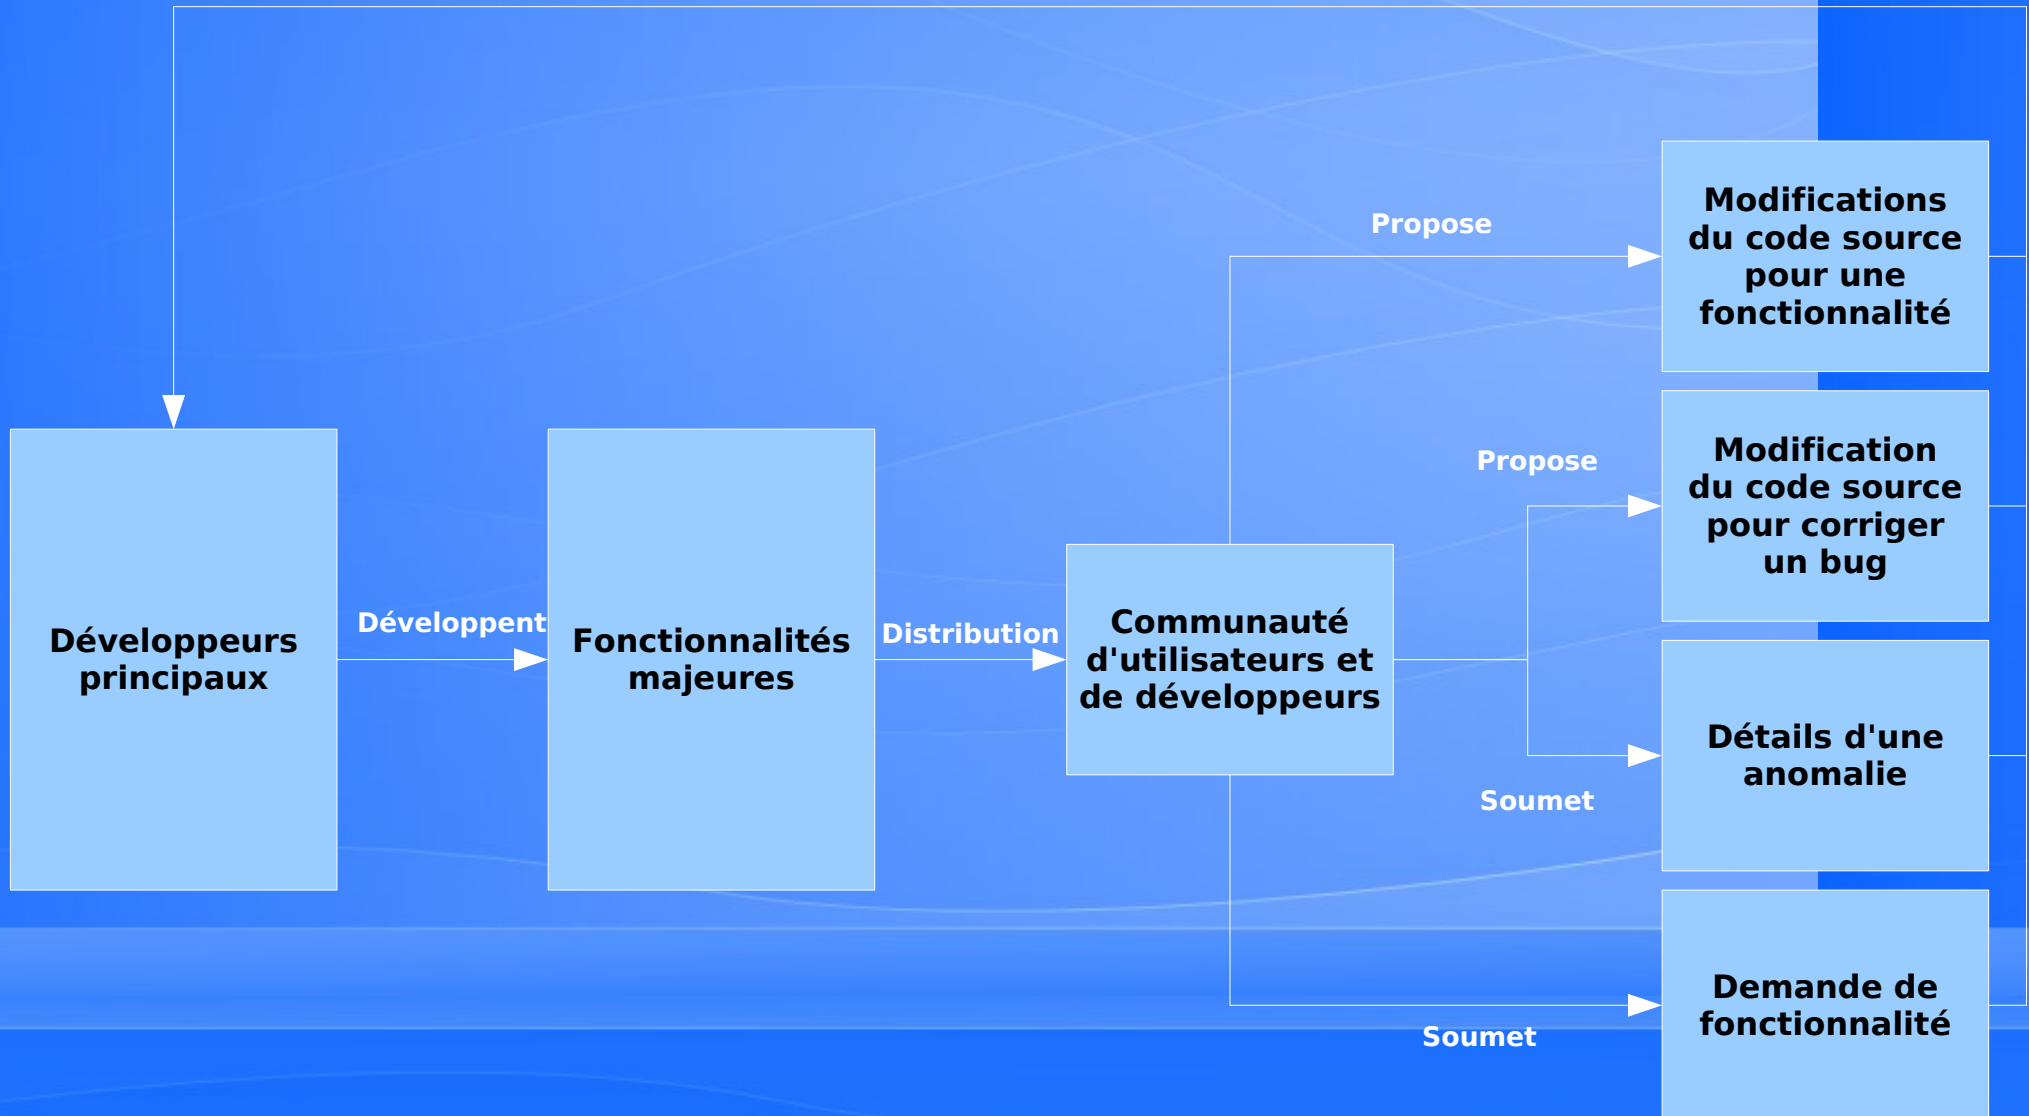 Développeurs
principaux
Développent
Fonctionnalités
majeures
Distribution
Communauté
d'utilisateurs et
de développeurs
Propose
Modifications
du code source
pour une
fonctionnalité
Propose
Modification
du code source
pour corriger
un bug
Soumet
Détails d'une
anomalie
Soumet
Demande de
fonctionnalité